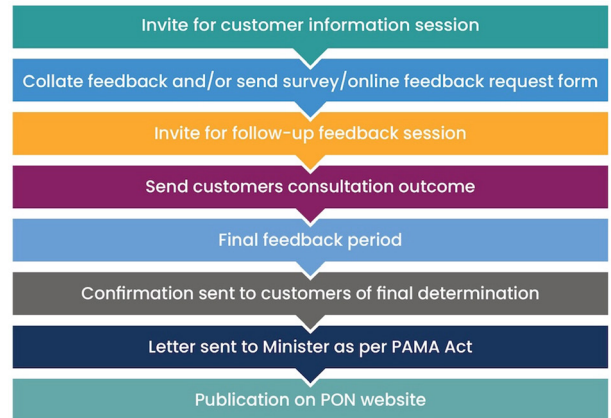 Invite for customer information session
Collate feedback and/or send survey/online feedback request form
Invite for follow-up feedback session
Send customers consultation outcome
Final feedback period
Confirmation sent to customers of final determination
Letter sent to Minister as per PAMA Act
Publication on PON website